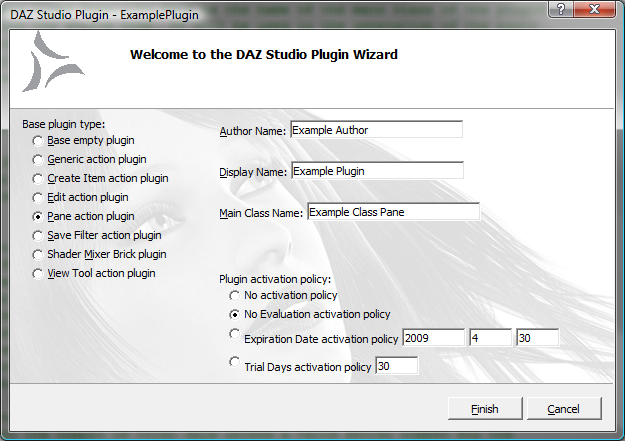 DAZ Studio Plugin - ExamplePlugin
Welcome to the DAZ Studio Plugin Wizard
Base plugin type:
Base empty plugin
Generic action plugin
Create Item action plugin
Edit action plugin
Pane action plugin
Save Filter action plugin
Shader Mixer Brick plugin
View Tool action plugin
Author Name: Example Author
Display Name: Example Plugin
Main Class Name: Example Class Pane
Plugin activation policy:
No activation policy
No Evaluation activation policy
Expiration Date activation policy 2009 4 30
Trial Days activation policy 30
Finish Cancel